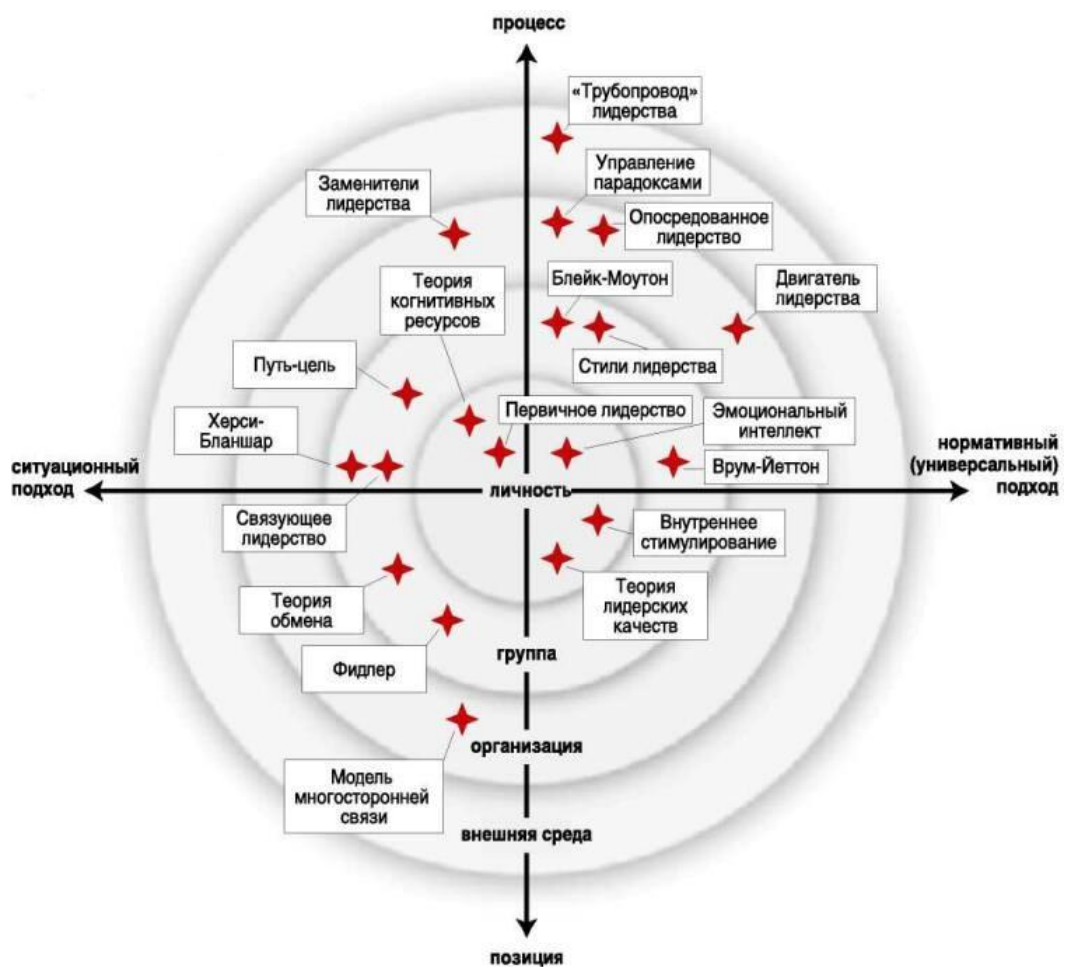 процесс
«Трубопровод»
лидерства
Управление
парадоксами
Заменители
лидерства
Опосредованное
лидерство
Блейк-Моутон
Двигатель
лидерства
Теория
когнитивных
ресурсов
Стили лидерства
Путь-цель
Первичное лидерство
Эмоциональный
интеллект
Херси-
Бланшар
Врум-Йеттон
ситуационный
подход
личность
нормативный
(универсальный)
подход
Связующее
лидерство
Внутреннее
стимулирование
Теория
обмена
Теория
лидерских
качеств
Фидлер
группа
организация
Модель
многосторонней
связи
внешняя среда
позиция